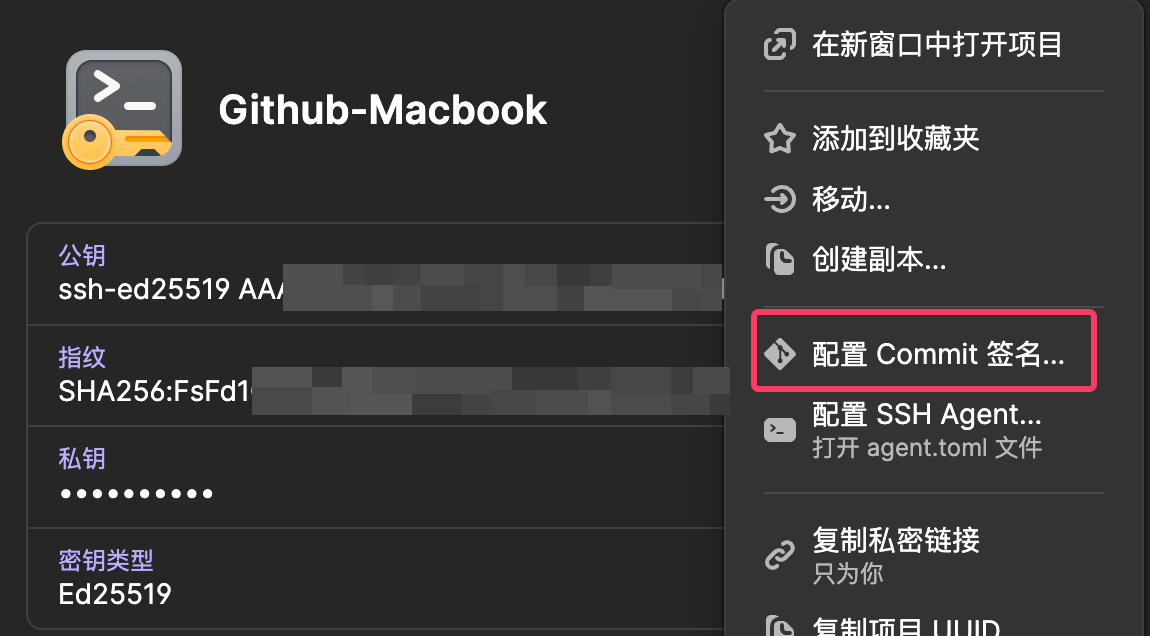 Github-Macbook
公钥
ssh-ed25519 AAA
指纹
SHA256:FsFd1
私钥
••••••••••
密钥类型
Ed25519
在新窗口中打开项目
添加到收藏夹
移动...
创建副本...
配置 Commit 签名...
配置 SSH Agent...
打开 agent.toml 文件
复制私密链接
只为你
复制项目 UUID